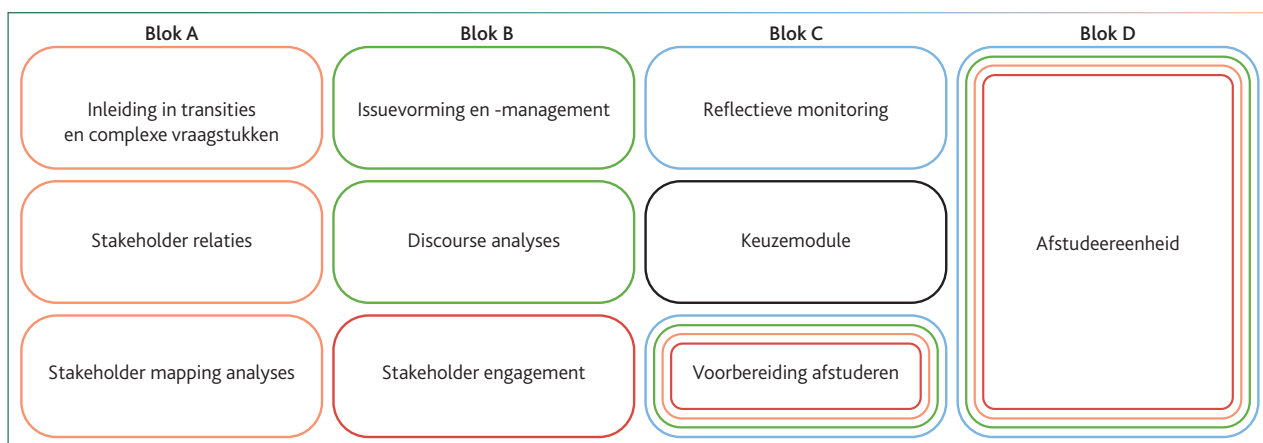 Blok A
Blok B
Blok C
Blok D
Inleiding in transities
en complexe vraagstukken
Issuevorming en -management
Reflectieve monitoring
Stakeholder relaties
Discourse analyses
Keuzemodule
Afstudeereenheid
Stakeholder mapping analyses
Stakeholder engagement
Voorbereiding afstuderen